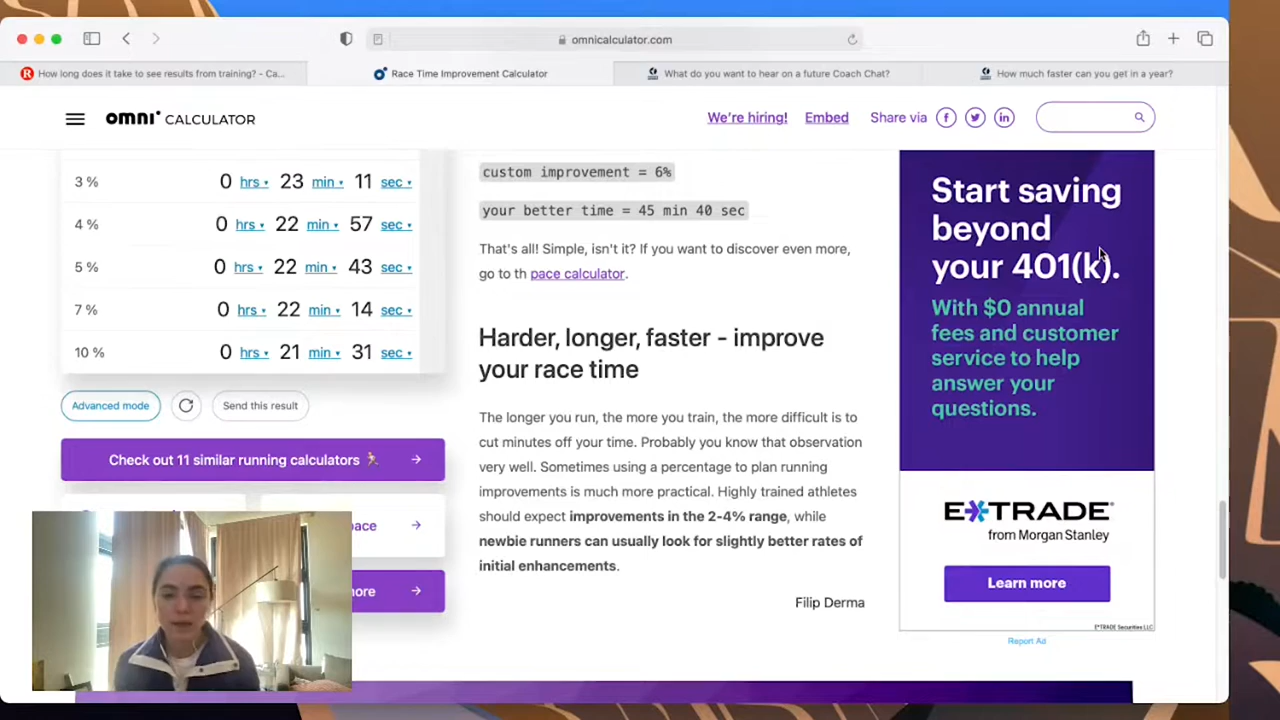 omnicalculator.com
How long does it take to see results from training? - Ca...
Race Time Improvement Calculator
What do you want to hear on a future Coach Chat?
How much faster can you get in a year?
omni CALCULATOR
We're hiring!
Embed
Share via
3 % 0 hrs 23 min 11 sec
4 % 0 hrs 22 min 57 sec
5 % 0 hrs 22 min 43 sec
7 % 0 hrs 22 min 14 sec
10 % 0 hrs 21 min 31 sec
Advanced mode
Send this result
Check out 11 similar running calculators
pace
custom improvement = 6%
your better time = 45 min 40 sec
That's all! Simple, isn't it? If you want to discover even more,
go to th pace calculator.
Harder, longer, faster - improve
your race time
The longer you run, the more you train, the more difficult is to
cut minutes off your time. Probably you know that observation
very well. Sometimes using a percentage to plan running
improvements is much more practical. Highly trained athletes
should expect improvements in the 2-4% range, while
newbie runners can usually look for slightly better rates of
initial enhancements.
Filip Derma
Start saving
beyond
your 401(k).
With $0 annual
fees and customer
service to help
answer your
questions.
E*TRADE
from Morgan Stanley
Learn more
E*TRADE Securities LLC
Report Ad